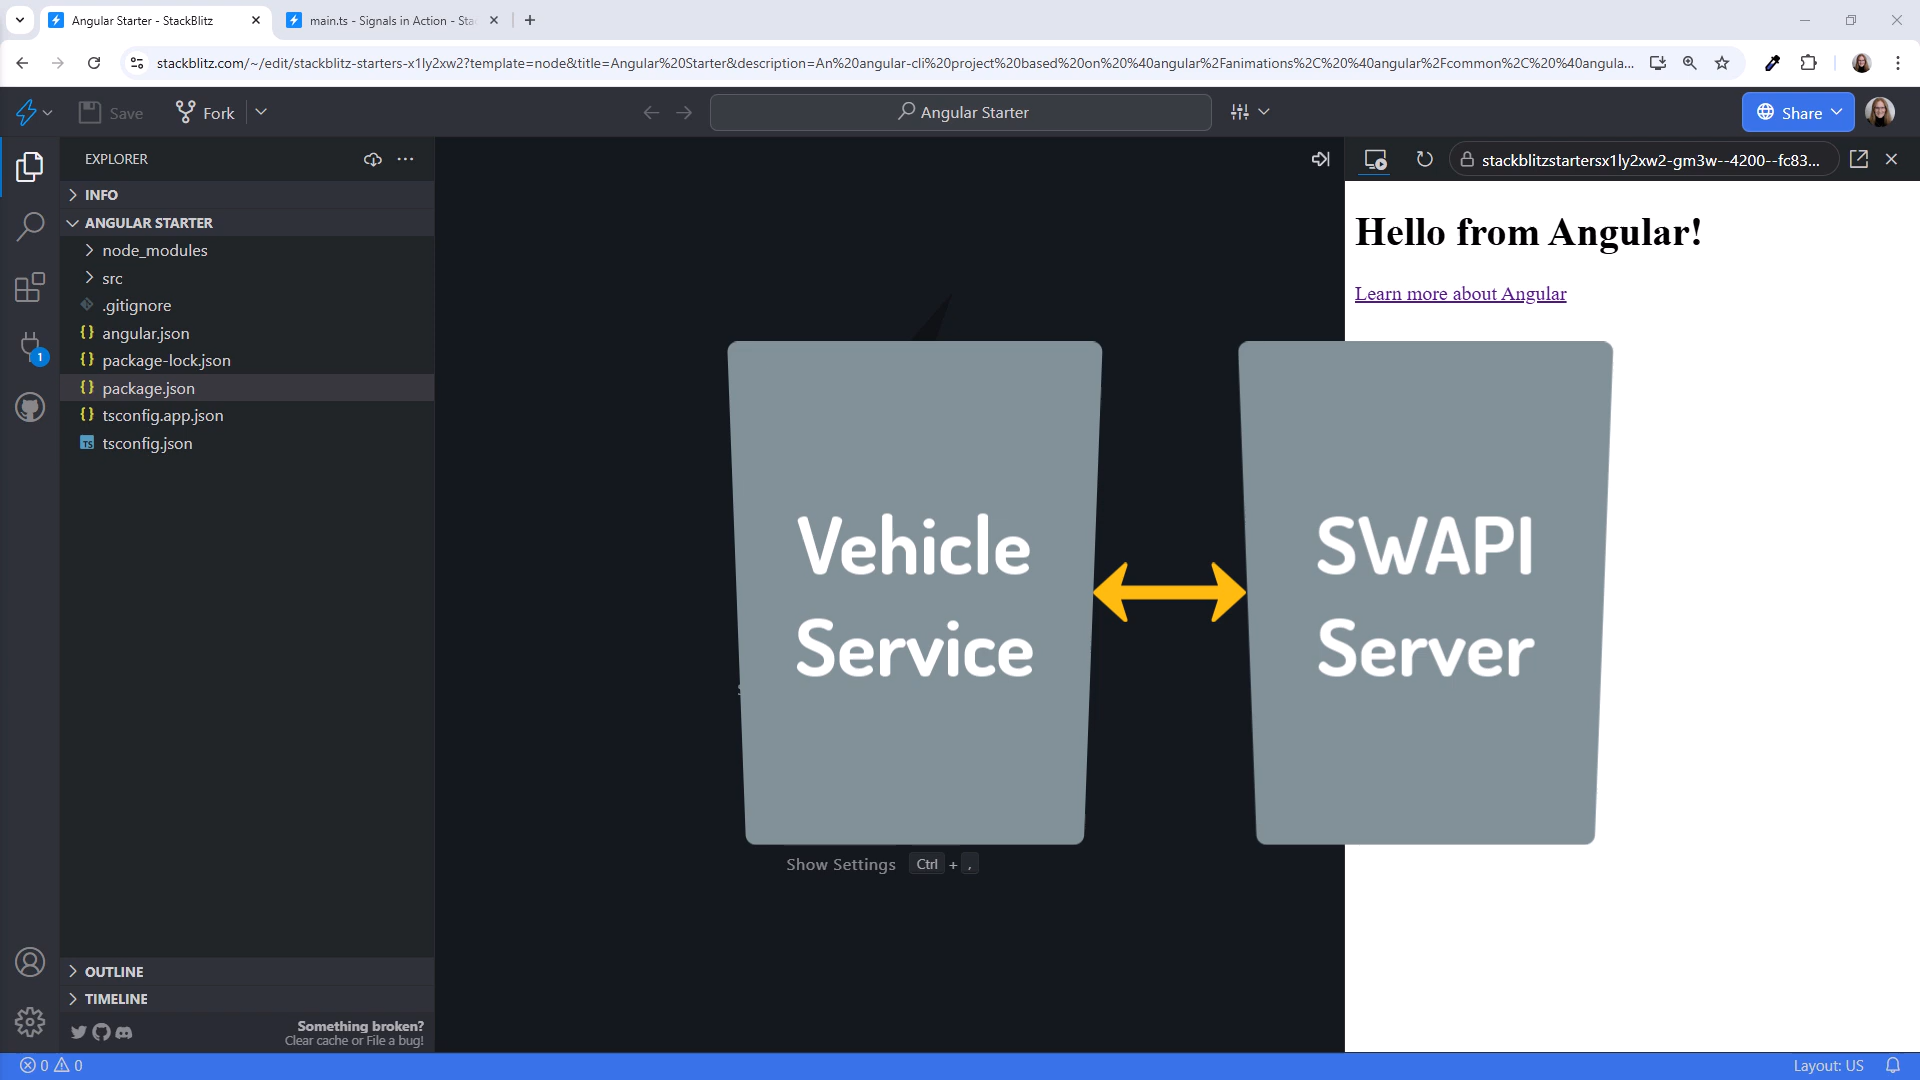 Angular Starter - StackBlitz
main.ts - Signals in Action - Sta
stackblitz.com/~/edit/stackblitz-starters-x1ly2xw2?template=node&title=Angular%20Starter&description=An%20angular-cli%20project%20based%20on%20%40angular%2Fanimations%2C%20%40angular%2Fcommon%2C%20%40angula...
Save
Fork
Angular Starter
Share
EXPLORER
stackblitzstartersx1ly2xw2-gm3w--4200--fc83...
INFO
ANGULAR STARTER
node_modules
src
.gitignore
angular.json
package-lock.json
package.json
tsconfig.app.json
TS tsconfig.json
1
Hello from Angular!
Learn more about Angular
Vehicle
Service
SWAPI
Server
Show Settings Ctrl + ,
OUTLINE
TIMELINE
Something broken?
Clear cache or File a bug!
0 0
Layout: US